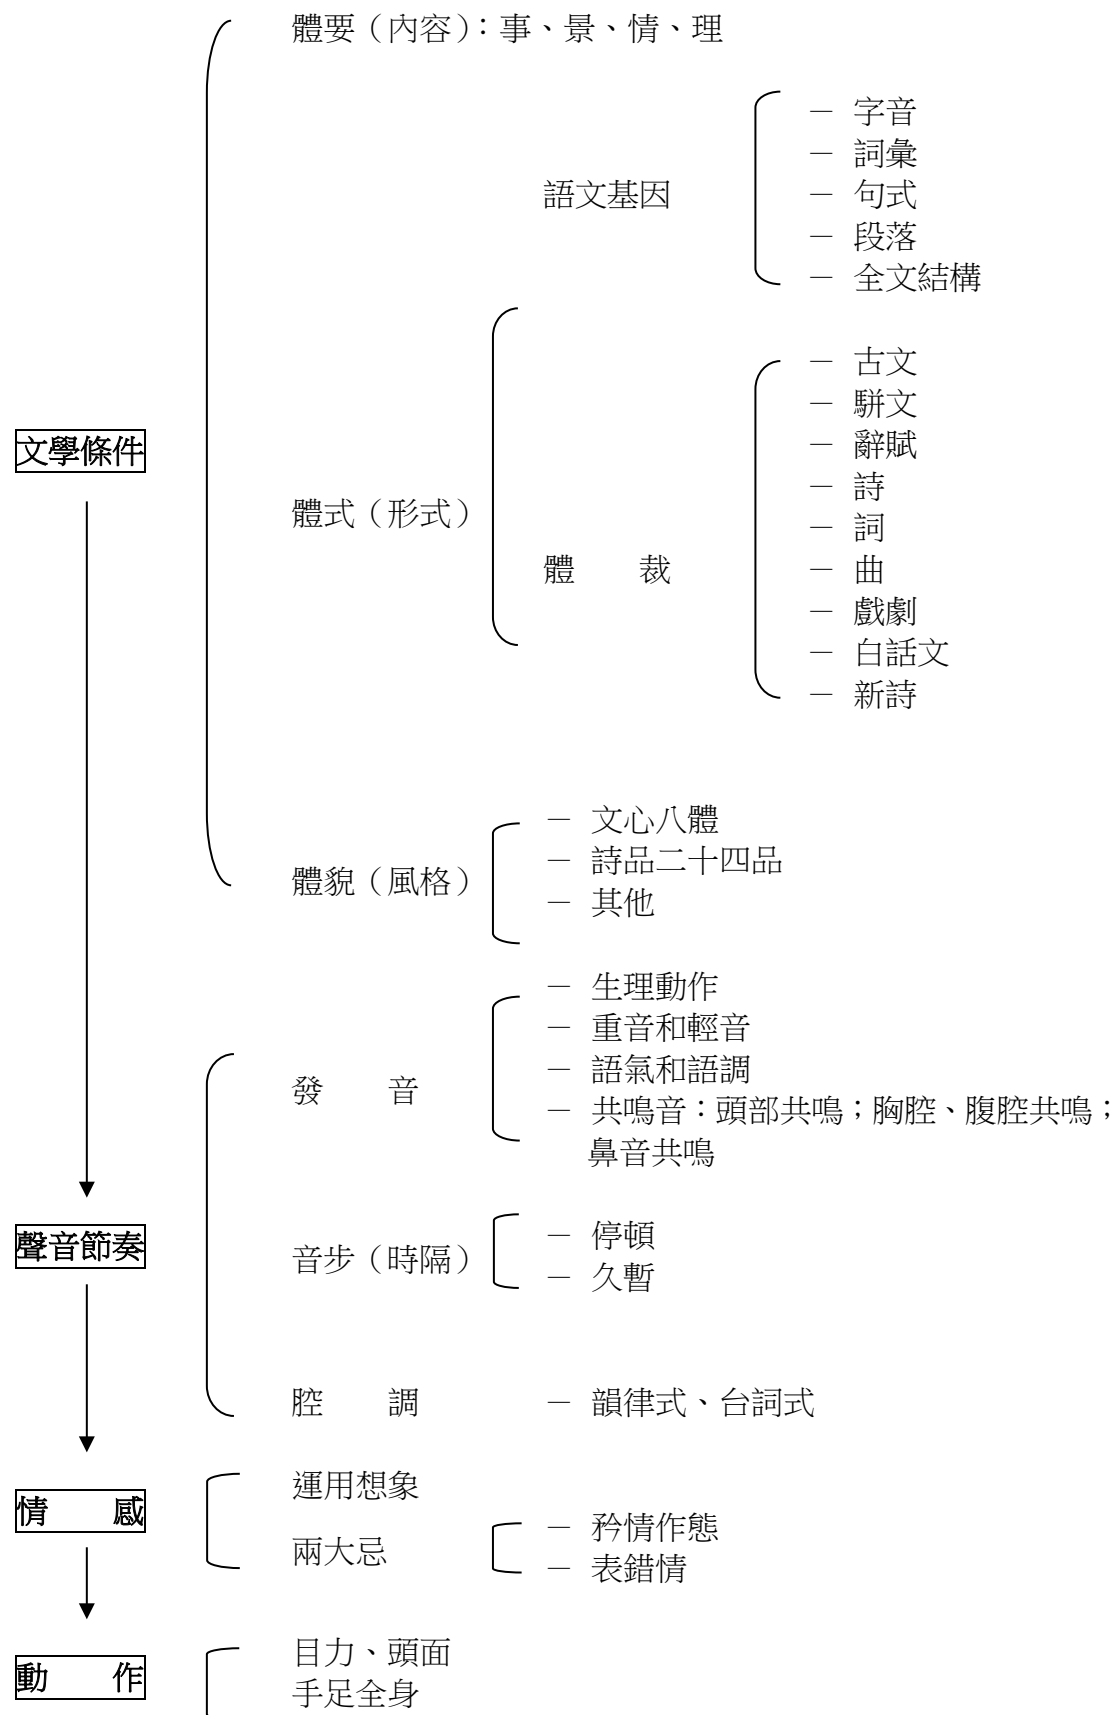 體要（內容）：事、景、情、理
－ 字音
－ 詞彙
語文基因
－ 句式
－ 段落
－ 全文結構
－ 古文
－ 駢文
文學條件
－ 辭賦
－ 詩
體式（形式）
－ 詞
體　　裁
－ 曲
－ 戲劇
－ 白話文
－ 新詩
－ 文心八體
－ 詩品二十四品
體貌（風格）
－ 其他
－ 生理動作
－ 重音和輕音
－ 語氣和語調
發　　音
－ 共鳴音：頭部共鳴；胸腔、腹腔共鳴；
鼻音共鳴
聲音節奏
－ 停頓
音步（時隔）
－ 久暫
腔　　調　　－ 韻律式、台詞式
運用想象
情　　感
－ 矜情作態
兩大忌
－ 表錯情
目力、頭面
動　　作
手足全身